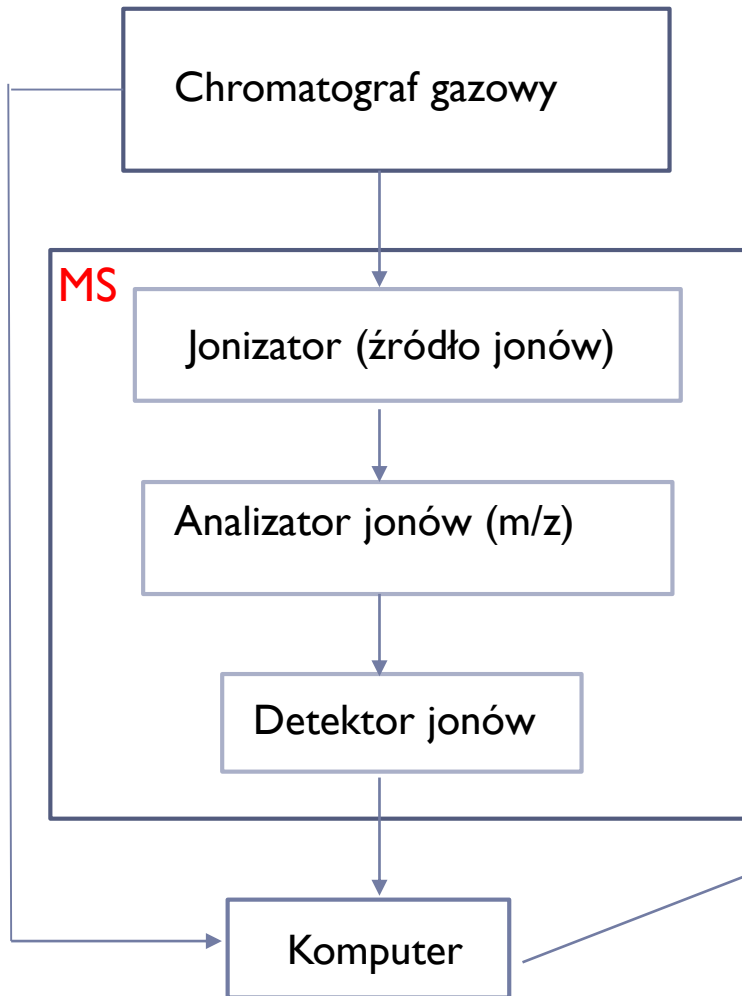 Chromatograf gazowy
MS
Jonizator (źródło jonów)
Analizator jonów (m/z)
Detektor jonów
Komputer